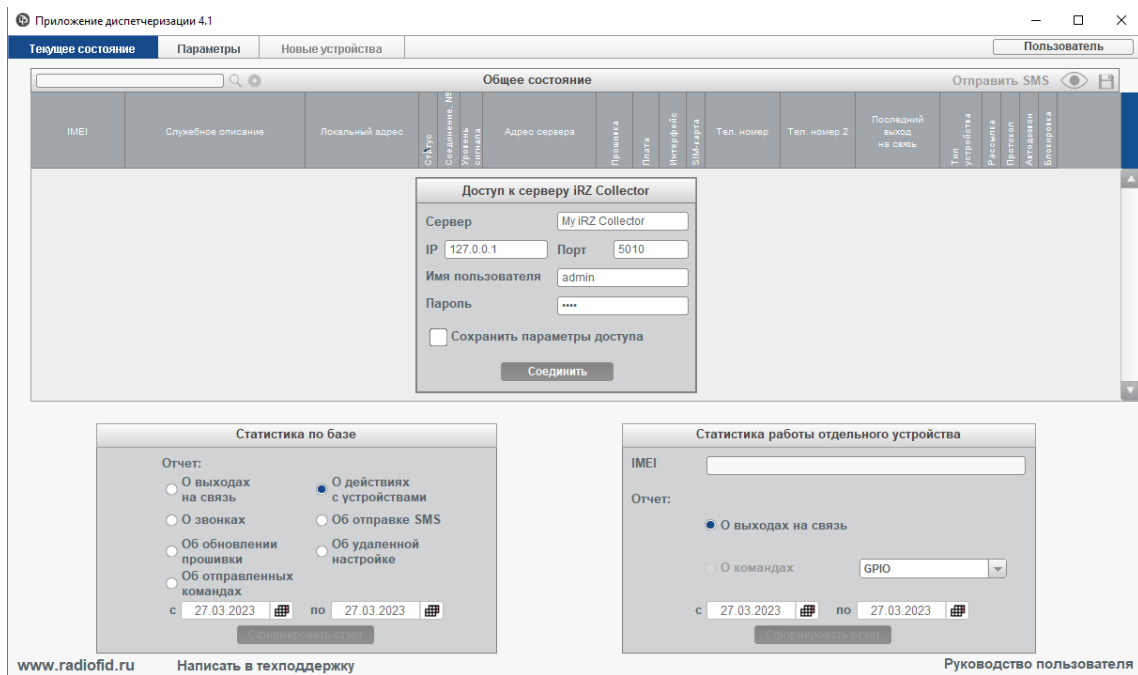 Приложение диспетчеризации 4.1
Текущее состояние
Параметры
Новые устройства
Пользователь
Общее состояние
Отправить SMS
IMEI
Служебное описание
Локальный адрес
Статус
Соединение, №
Уровень сигнала
Адрес сервера
Прошивка
Плата
Интерфейс
SIM-карта
Тел. номер
Тел. номер 2
Последний
выход
на связь
Тип устройства
Рассылка
Протокол
Автодозвон
Блокировка
Доступ к серверу iRZ Collector
Сервер My iRZ Collector
IP 127.0.0.1 Порт 5010
Имя пользователя admin
Пароль ••••
Сохранить параметры доступа
Соединить
Статистика по базе
Отчет:
О выходах
на связь
О действиях
с устройствами
О звонках
Об отправке SMS
Об обновлении
прошивки
Об удаленной
настройке
Об отправленных
командах
с 27.03.2023 по 27.03.2023
Сформировать отчет
Статистика работы отдельного устройства
IMEI
Отчет:
О выходах на связь
О командах GPIO
с 27.03.2023 по 27.03.2023
Сформировать отчет
www.radiofid.ru
Написать в техподдержку
Руководство пользователя